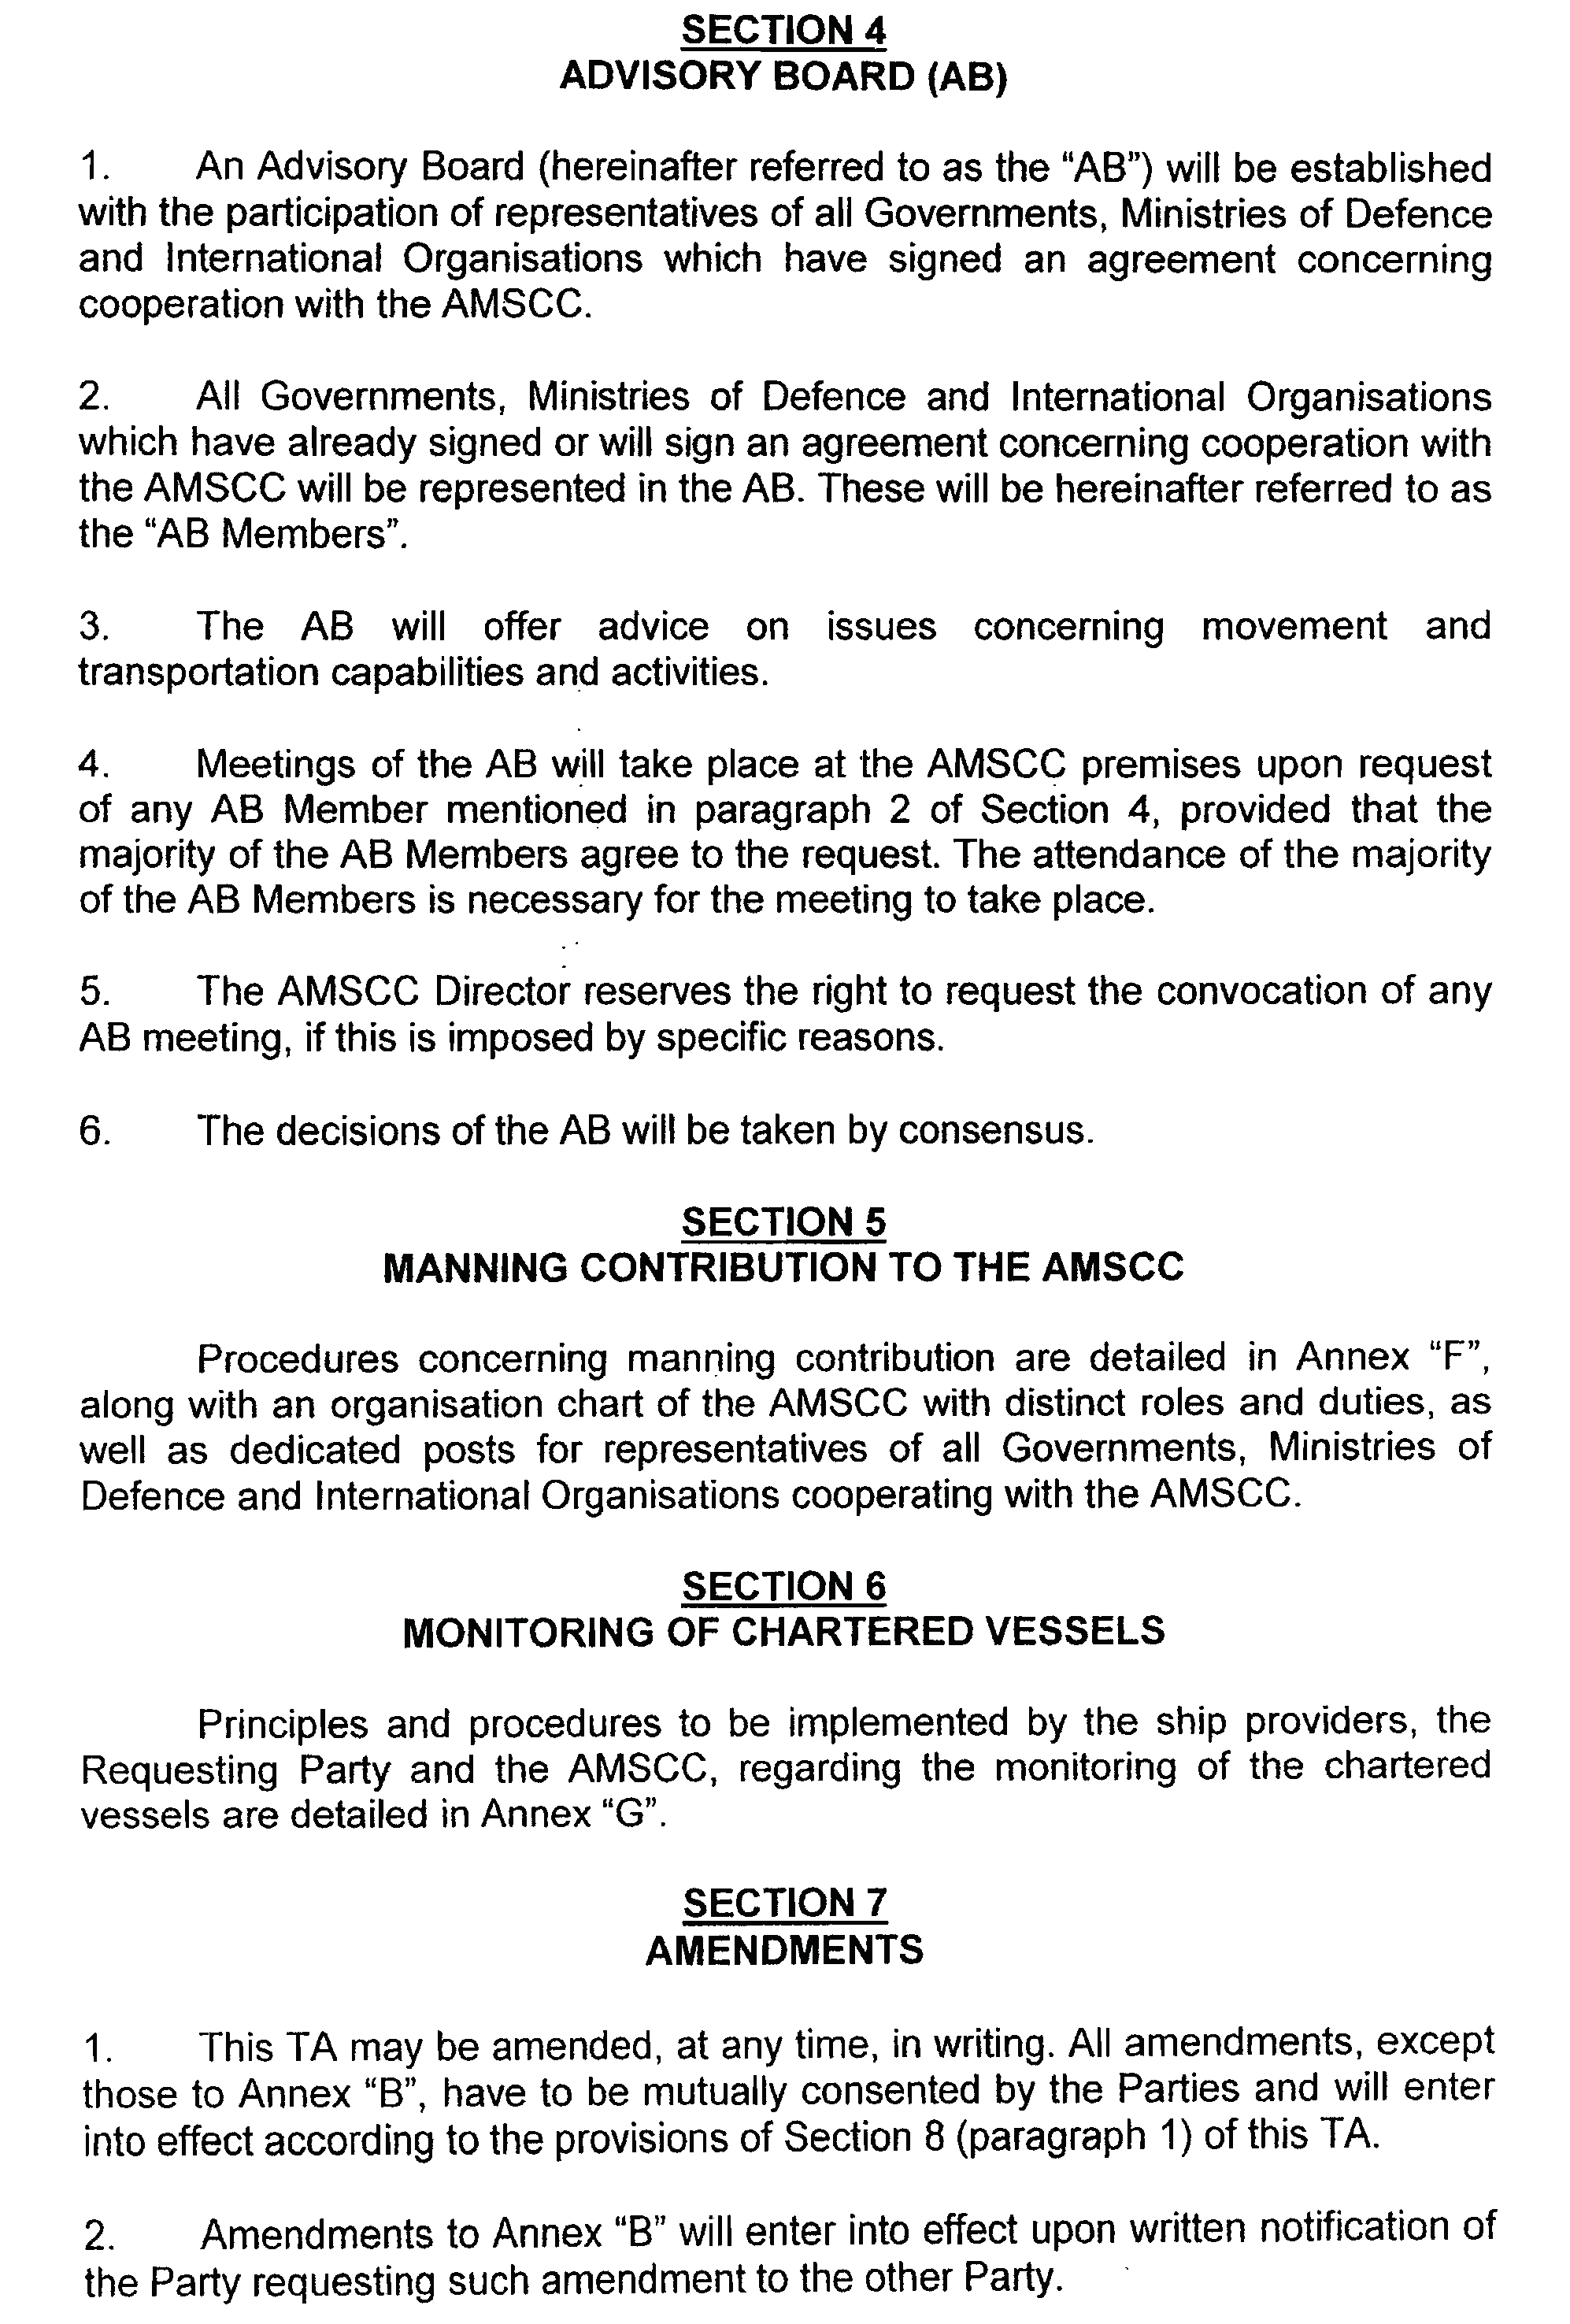 SECTION 4
ADVISORY BOARD (AB)
1. An Advisory Board (hereinafter referred to as the “AB”) will be established
with the participation of representatives of all Governments, Ministries of Defence
and International Organisations which have signed an agreement concerning
cooperation with the AMSCC.
2. All Governments, Ministries of Defence and International Organisations
which have already signed or will sign an agreement concerning cooperation with
the AMSCC will be represented in the AB. These will be hereinafter referred to as
the “AB Members”.
3. The AB will offer advice on issues concerning movement and
transportation capabilities and activities.
4. Meetings of the AB will take place at the AMSCC premises upon request
of any AB Member mentioned in paragraph 2 of Section 4, provided that the
majority of the AB Members agree to the request. The attendance of the majority
of the AB Members is necessary for the meeting to take place.
5. The AMSCC Director reserves the right to request the convocation of any
AB meeting, if this is imposed by specific reasons.
6. The decisions of the AB will be taken by consensus.
SECTION 5
MANNING CONTRIBUTION TO THE AMSCC
Procedures concerning manning contribution are detailed in Annex “F”,
along with an organisation chart of the AMSCC with distinct roles and duties, as
well as dedicated posts for representatives of all Governments, Ministries of
Defence and International Organisations cooperating with the AMSCC.
SECTION 6
MONITORING OF CHARTERED VESSELS
Principles and procedures to be implemented by the ship providers, the
Requesting Party and the AMSCC, regarding the monitoring of the chartered
vessels are detailed in Annex “G”.
SECTION 7
AMENDMENTS
1. This TA may be amended, at any time, in writing. All amendments, except
those to Annex “B”, have to be mutually consented by the Parties and will enter
into effect according to the provisions of Section 8 (paragraph 1) of this TA.
2. Amendments to Annex “B” will enter into effect upon written notification of
the Party requesting such amendment to the other Party.